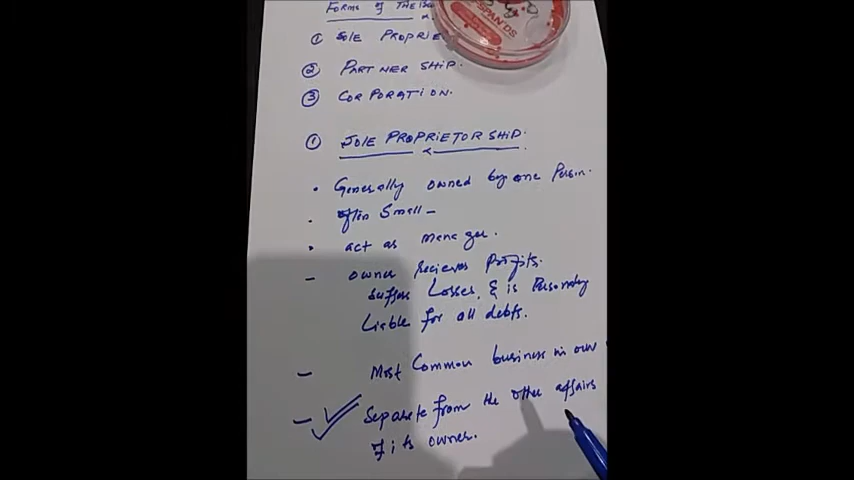 Forms of The
① Sole Proprie
② Partner Ship.
③ Corporation.
① Sole Proprietor Ship.
• Generally owned by one Person.
• often Small -
• act as manager.
- owner recieves Profits.
suffers Losses, & is Personaly
Liable for all debts.
- Most Common business in our
- Separate from the other affairs
of its owner.